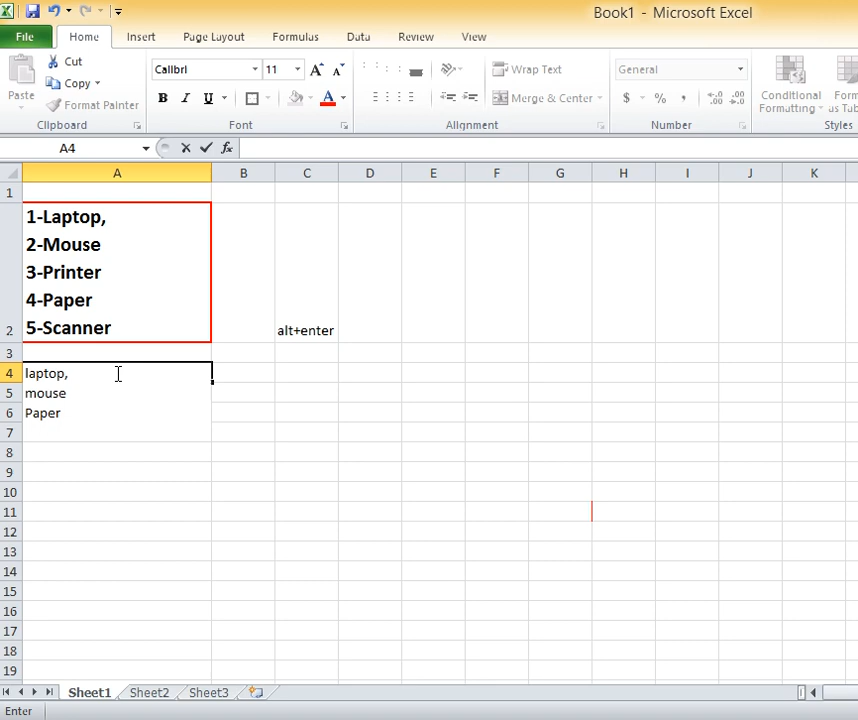 Book1 - Microsoft Excel
File Home Insert Page Layout Formulas Data Review View
Cut
Copy
Format Painter
Paste
Clipboard
Calibri 11
B I U A
Font
Wrap Text
Merge & Center
Alignment
General
$ % ,
Number
Conditional
Formatting
Form
as Tab
Styles
A4 fx
A B C D E F G H I J K
1
1-Laptop,
2-Mouse
3-Printer
4-Paper
5-Scanner
2 alt+enter
3
4 laptop,
5 mouse
6 Paper
7
8
9
10
11
12
13
14
15
16
17
18
19
Sheet1 Sheet2 Sheet3
Enter